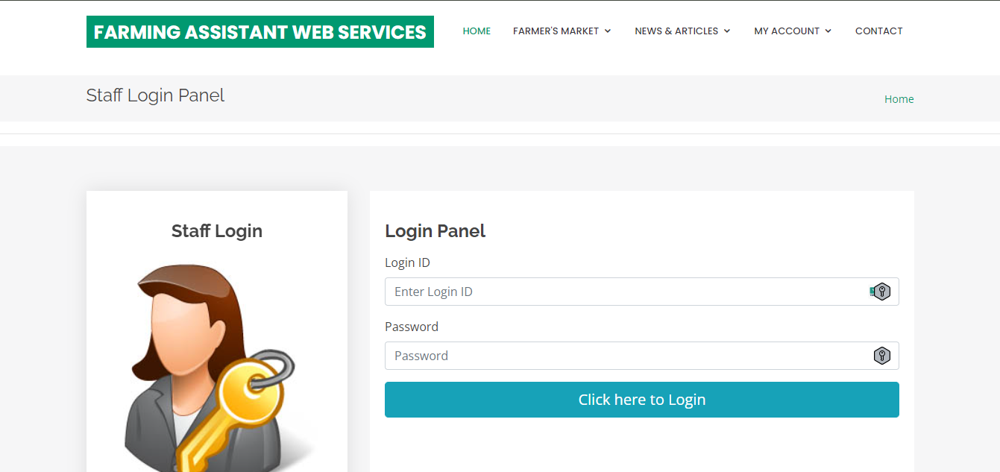 FARMING ASSISTANT WEB SERVICES
HOME FARMER'S MARKET NEWS & ARTICLES MY ACCOUNT CONTACT
Staff Login Panel
Home
Staff Login
Login Panel
Login ID
Enter Login ID
Password
Password
Click here to Login